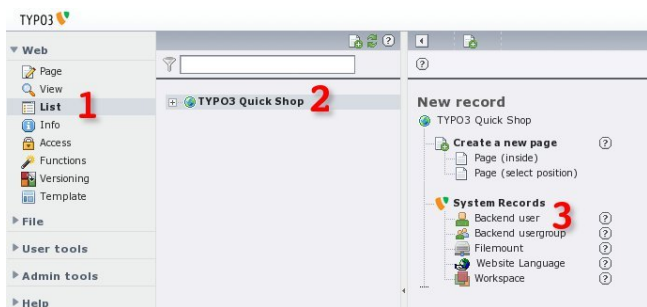 TYPO3
Web
Page
View
List
Info
Access
Functions
Versioning
Template
File
User tools
Admin tools
Help
1
TYPO3 Quick Shop
2
New record
TYPO3 Quick Shop
Create a new page
Page (inside)
Page (select position)
System Records
Backend user
Backend usergroup
Filemount
Website Language
Workspace
3